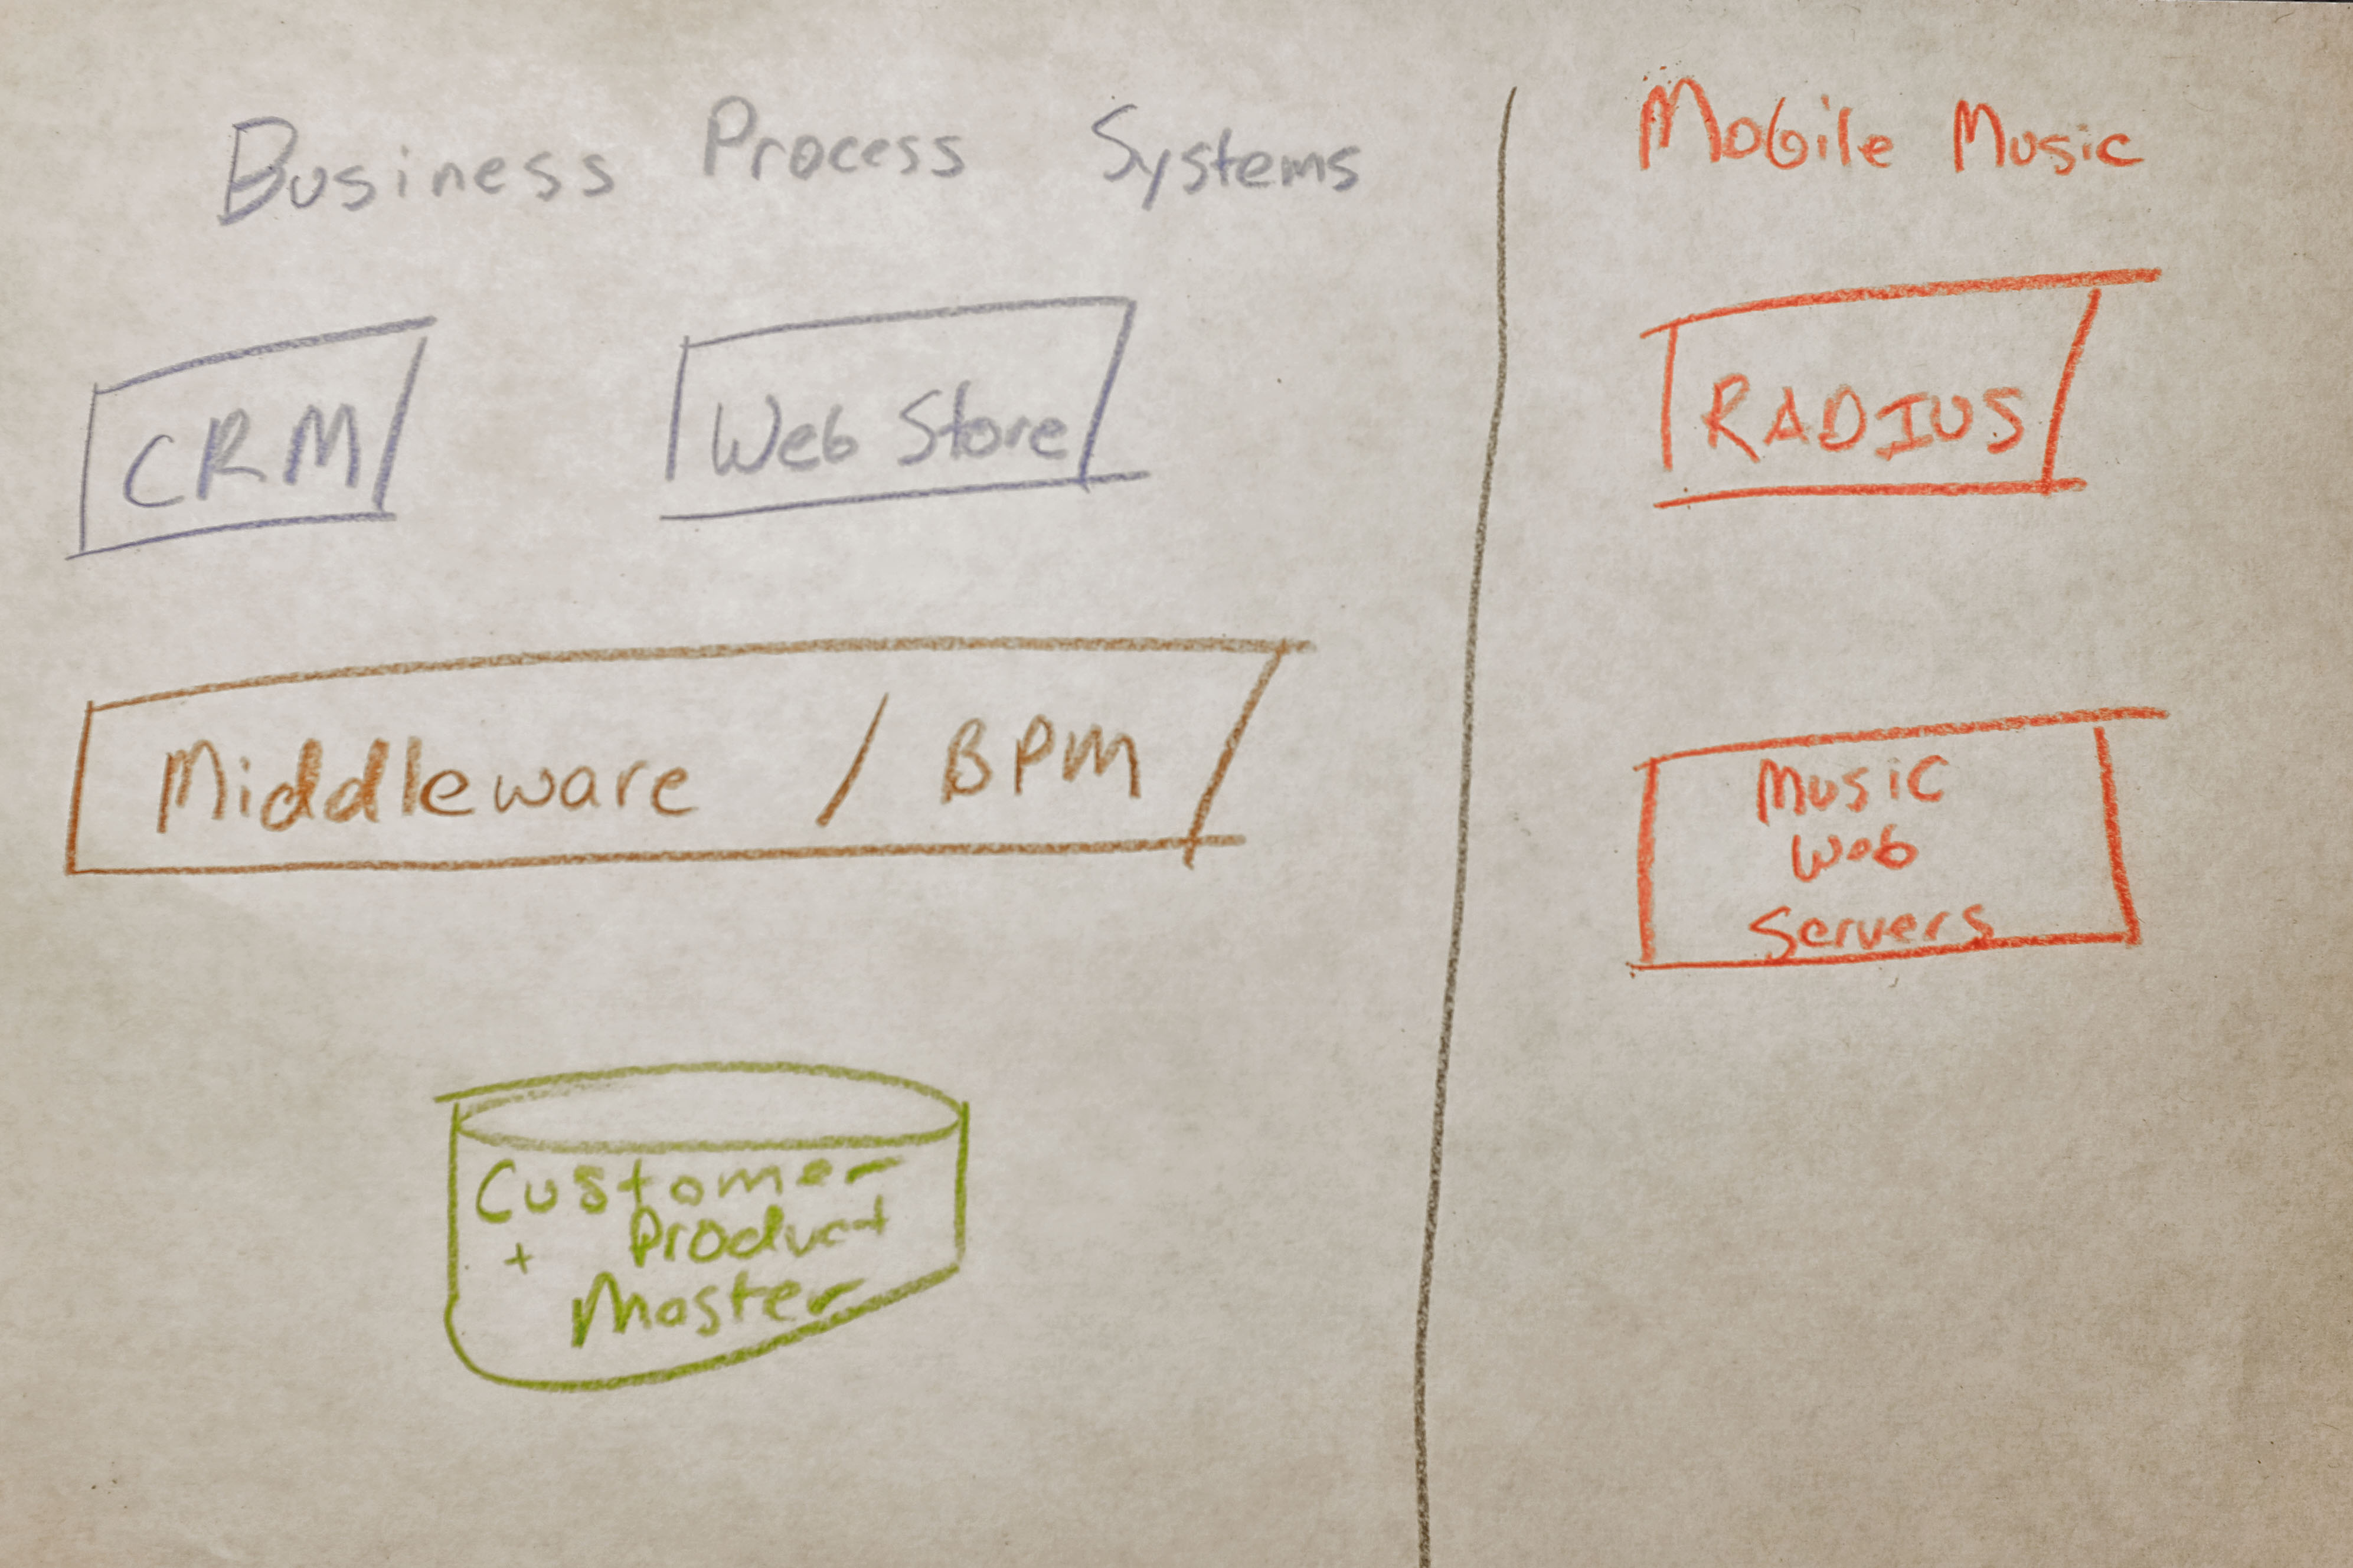 Business Process Systems
CRM
Web Store
Middleware / BPM
Customer
+ Product
Master
Mobile Music
RADIUS
Music
Web
Servers